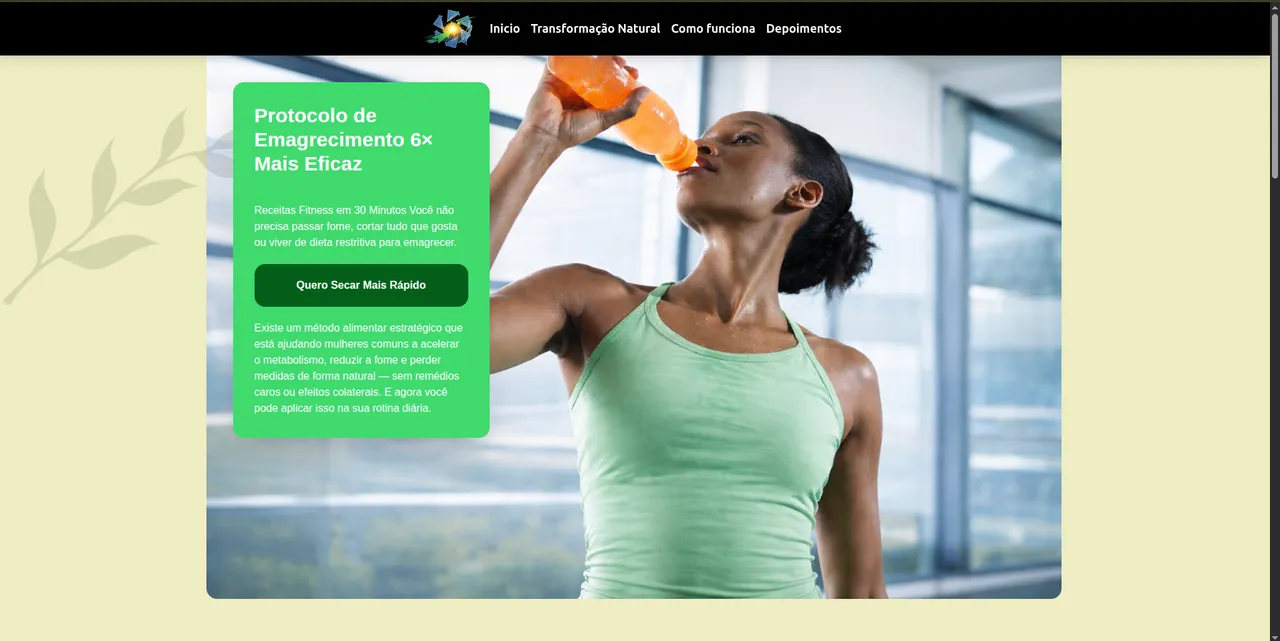 Inicio Transformação Natural Como funciona Depoimentos
Protocolo de
Emagrecimento 6×
Mais Eficaz
Receitas Fitness em 30 Minutos Você não
precisa passar fome, cortar tudo que gosta
ou viver de dieta restritiva para emagrecer.
Quero Secar Mais Rápido
Existe um método alimentar estratégico que
está ajudando mulheres comuns a acelerar
o metabolismo, reduzir a fome e perder
medidas de forma natural — sem remédios
caros ou efeitos colaterais. E agora você
pode aplicar isso na sua rotina diária.